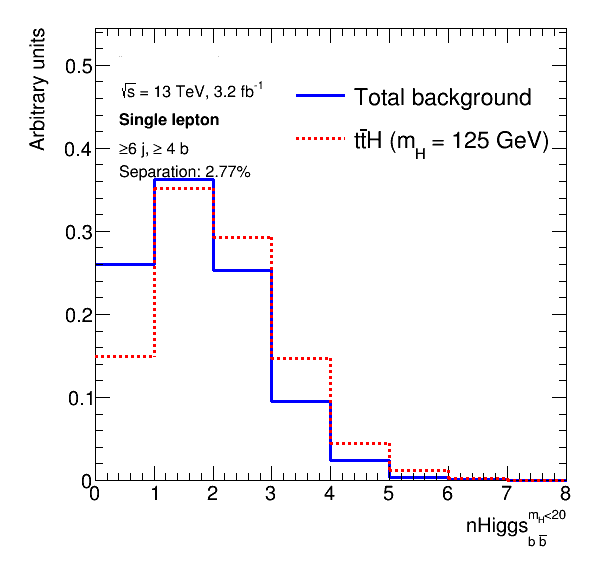 Arbitrary units
0.5
0.4
0.3
0.2
0.1
0
√s = 13 TeV, 3.2 fb⁻¹
Single lepton
≥6 j, ≥ 4 b
Separation: 2.77%
Total background
tt̄H (m_H = 125 GeV)
0 1 2 3 4 5 6 7 8
nHiggs_{b b̄}^{m_H<20}